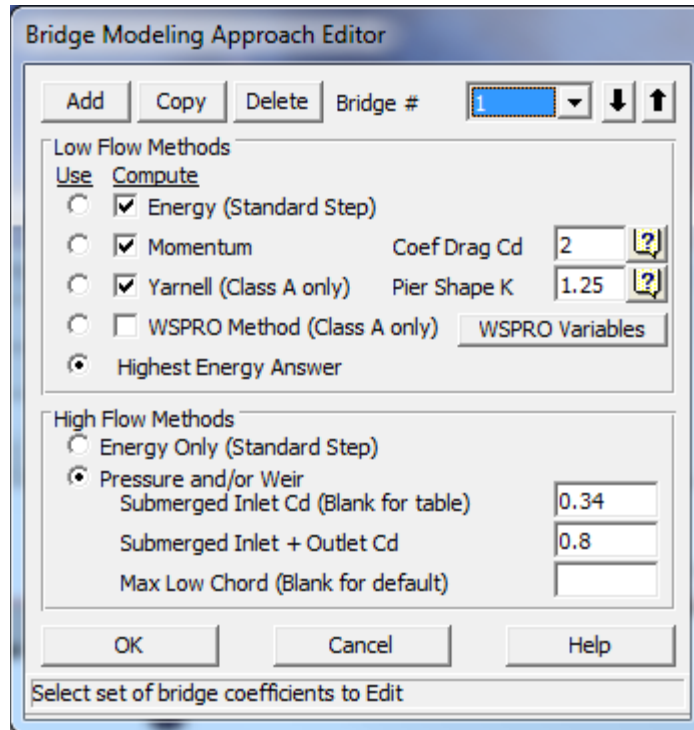 Bridge Modeling Approach Editor
Add Copy Delete Bridge # 1
Low Flow Methods
Use Compute
Energy (Standard Step)
Momentum Coef Drag Cd 2
Yarnell (Class A only) Pier Shape K 1.25
WSPRO Method (Class A only) WSPRO Variables
Highest Energy Answer
High Flow Methods
Energy Only (Standard Step)
Pressure and/or Weir
Submerged Inlet Cd (Blank for table) 0.34
Submerged Inlet + Outlet Cd 0.8
Max Low Chord (Blank for default)
OK Cancel Help
Select set of bridge coefficients to Edit